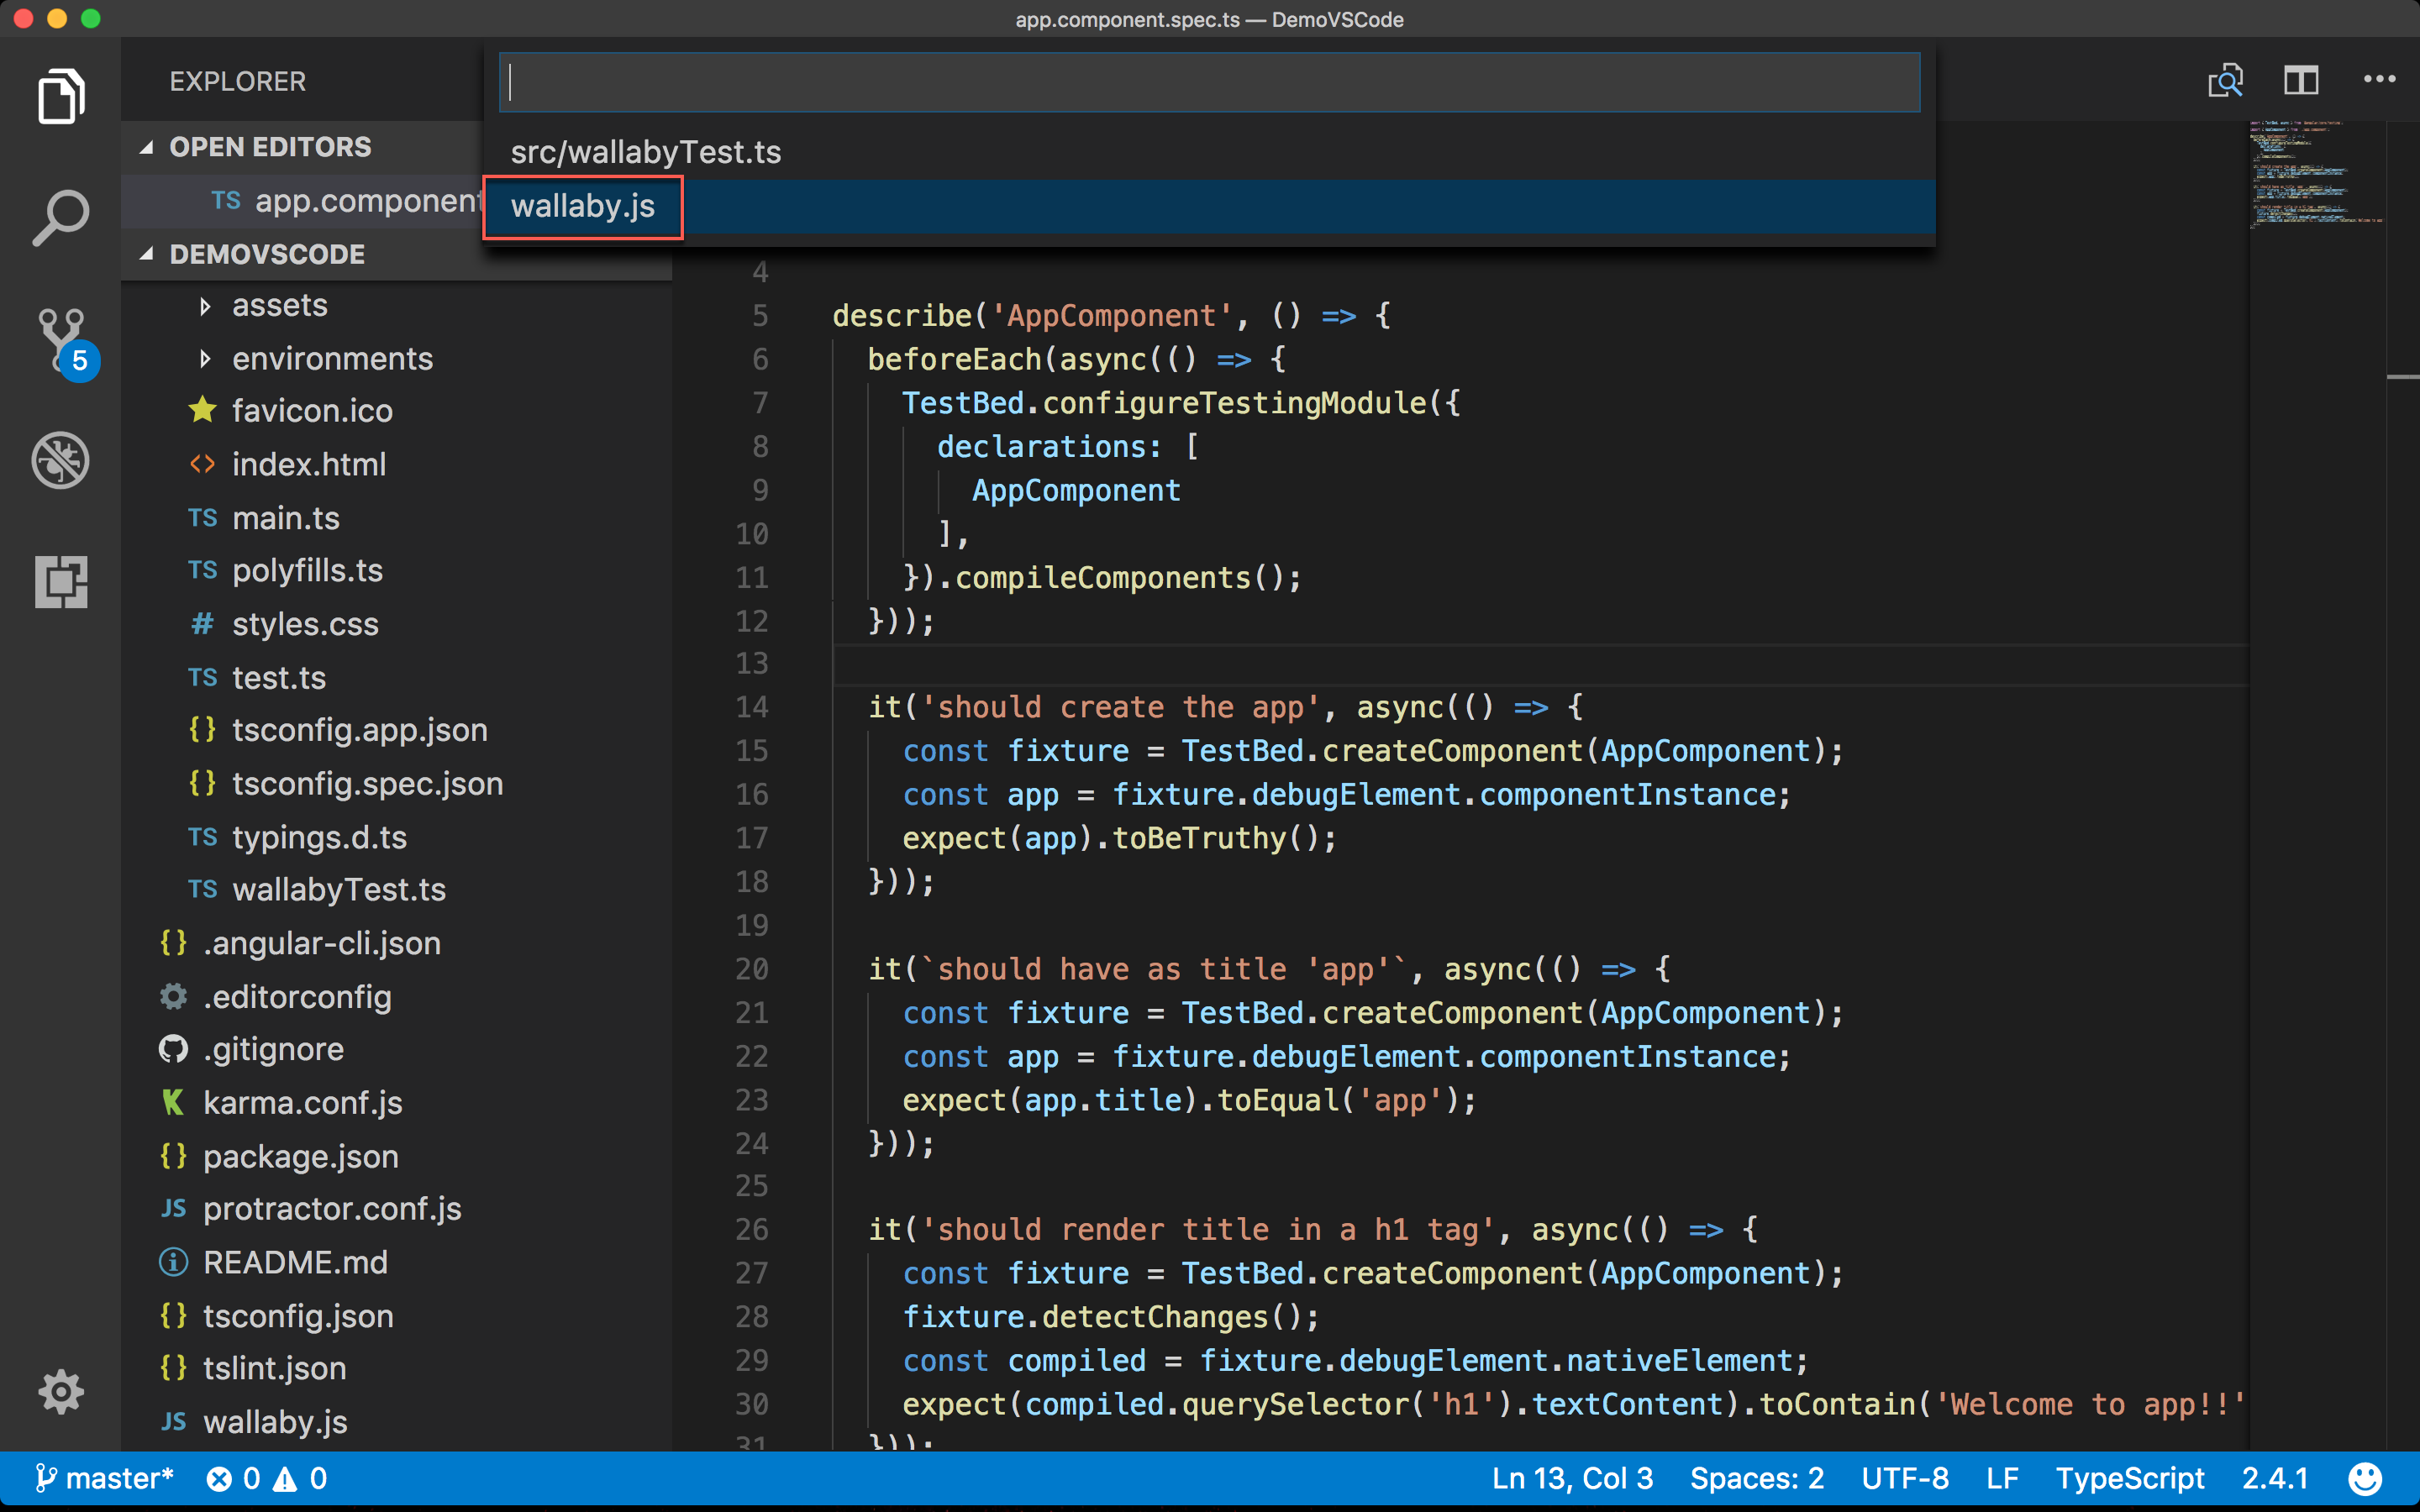 app.component.spec.ts — DemoVSCode
EXPLORER
OPEN EDITORS
TS app.component
DEMOVSCODE
assets
environments
favicon.ico
<> index.html
TS main.ts
TS polyfills.ts
# styles.css
TS test.ts
{} tsconfig.app.json
{} tsconfig.spec.json
TS typings.d.ts
TS wallabyTest.ts
{} .angular-cli.json
.editorconfig
.gitignore
karma.conf.js
{} package.json
JS protractor.conf.js
README.md
{} tsconfig.json
{} tslint.json
JS wallaby.js
5
src/wallabyTest.ts
wallaby.js
4
5 describe('AppComponent', () => {
6 beforeEach(async(() => {
7 TestBed.configureTestingModule({
8 declarations: [
9 AppComponent
10 ],
11 }).compileComponents();
12 }));
13
14 it('should create the app', async(() => {
15 const fixture = TestBed.createComponent(AppComponent);
16 const app = fixture.debugElement.componentInstance;
17 expect(app).toBeTruthy();
18 }));
19
20 it(`should have as title 'app'`, async(() => {
21 const fixture = TestBed.createComponent(AppComponent);
22 const app = fixture.debugElement.componentInstance;
23 expect(app.title).toEqual('app');
24 }));
25
26 it('should render title in a h1 tag', async(() => {
27 const fixture = TestBed.createComponent(AppComponent);
28 fixture.detectChanges();
29 const compiled = fixture.debugElement.nativeElement;
30 expect(compiled.querySelector('h1').textContent).toContain('Welcome to app!!'
31 }));
master* 0 0 Ln 13, Col 3 Spaces: 2 UTF-8 LF TypeScript 2.4.1